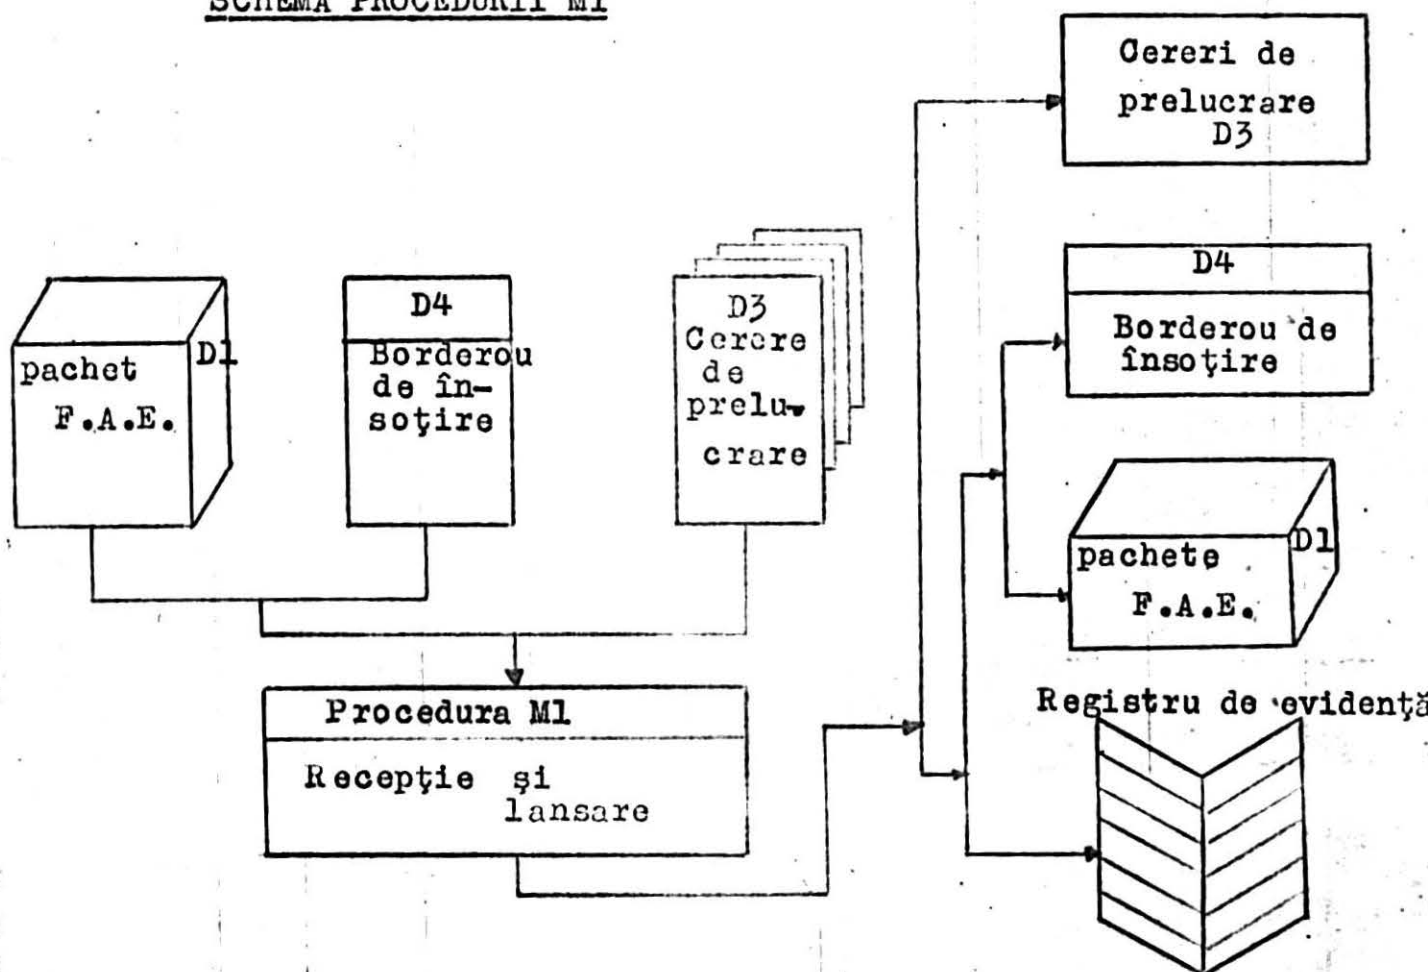 SCHEMA PROCEDURII M1
Cereri de
prelucrare
D3
D4
Borderou de
însoţire
pachet
D1
F.A.E.
D4
Borderou
de în-
soţire
D3
Cerere
de
prelu-
crare
pachete
D1
F.A.E.
Procedura M1
Recepţie şi
lansare
Registru de evidenţă